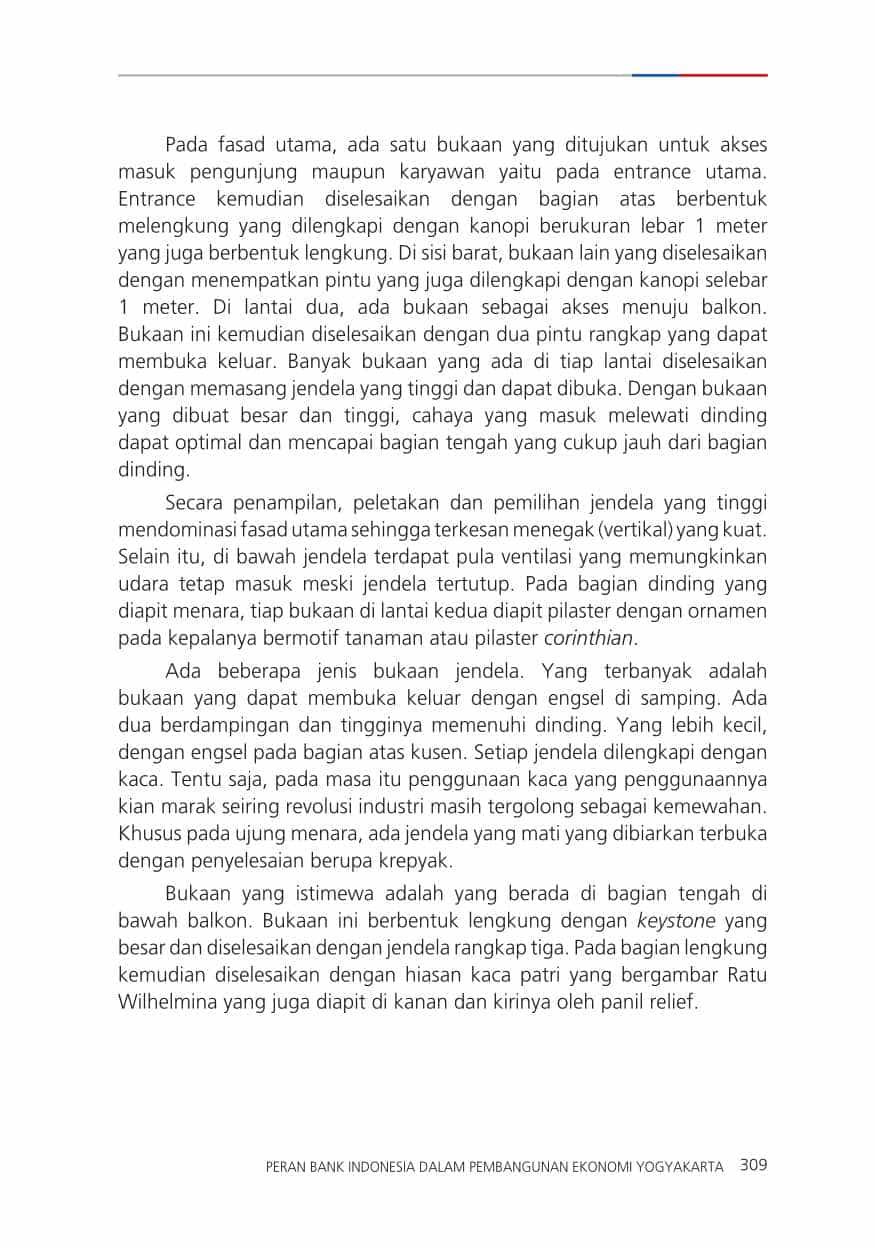 Pada fasad utama, ada satu bukaan yang ditujukan untuk akses
masuk pengunjung maupun karyawan yaitu pada entrance utama.
Entrance kemudian diselesaikan dengan bagian atas berbentuk
melengkung yang dilengkapi dengan kanopi berukuran lebar 1 meter
yang juga berbentuk lengkung. Di sisi barat, bukaan lain yang diselesaikan
dengan menempatkan pintu yang juga dilengkapi dengan kanopi selebar
1 meter. Di lantai dua, ada bukaan sebagai akses menuju balkon.
Bukaan ini kemudian diselesaikan dengan dua pintu rangkap yang dapat
membuka keluar. Banyak bukaan yang ada di tiap lantai diselesaikan
dengan memasang jendela yang tinggi dan dapat dibuka. Dengan bukaan
yang dibuat besar dan tinggi, cahaya yang masuk melewati dinding
dapat optimal dan mencapai bagian tengah yang cukup jauh dari bagian
dinding.
Secara penampilan, peletakan dan pemilihan jendela yang tinggi
mendominasi fasad utama sehingga terkesan menegak (vertikal) yang kuat.
Selain itu, di bawah jendela terdapat pula ventilasi yang memungkinkan
udara tetap masuk meski jendela tertutup. Pada bagian dinding yang
diapit menara, tiap bukaan di lantai kedua diapit pilaster dengan ornamen
pada kepalanya bermotif tanaman atau pilaster corinthian.
Ada beberapa jenis bukaan jendela. Yang terbanyak adalah
bukaan yang dapat membuka keluar dengan engsel di samping. Ada
dua berdampingan dan tingginya memenuhi dinding. Yang lebih kecil,
dengan engsel pada bagian atas kusen. Setiap jendela dilengkapi dengan
kaca. Tentu saja, pada masa itu penggunaan kaca yang penggunaannya
kian marak seiring revolusi industri masih tergolong sebagai kemewahan.
Khusus pada ujung menara, ada jendela yang mati yang dibiarkan terbuka
dengan penyelesaian berupa krepyak.
Bukaan yang istimewa adalah yang berada di bagian tengah di
bawah balkon. Bukaan ini berbentuk lengkung dengan keystone yang
besar dan diselesaikan dengan jendela rangkap tiga. Pada bagian lengkung
kemudian diselesaikan dengan hiasan kaca patri yang bergambar Ratu
Wilhelmina yang juga diapit di kanan dan kirinya oleh panil relief.
PERAN BANK INDONESIA DALAM PEMBANGUNAN EKONOMI YOGYAKARTA 309